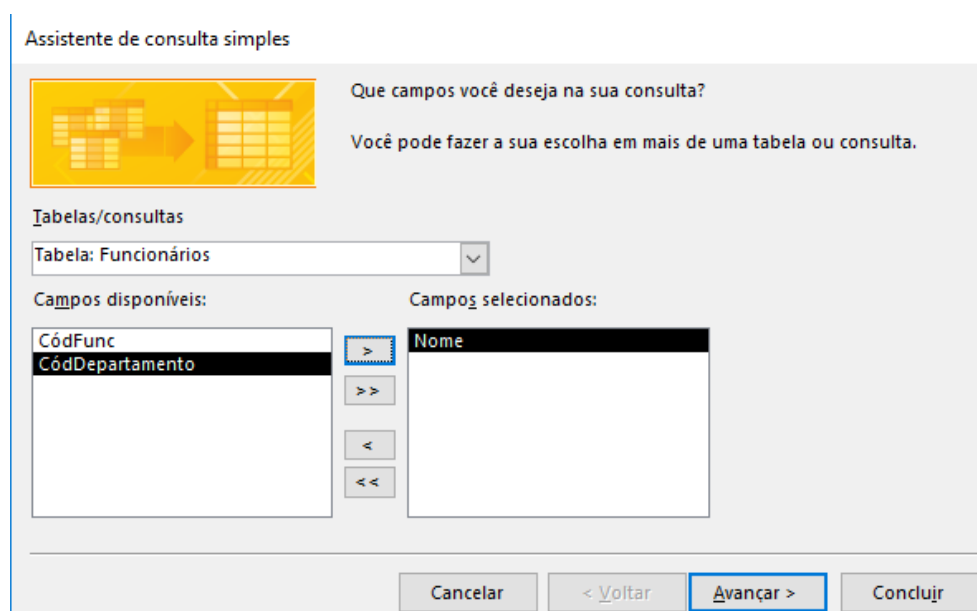 Assistente de consulta simples
Que campos você deseja na sua consulta?
Você pode fazer a sua escolha em mais de uma tabela ou consulta.
Tabelas/consultas
Tabela: Funcionários
Campos disponíveis:
Campos selecionados:
CódFunc
CódDepartamento
Nome
>
>>
<
<<
Cancelar
< Voltar
Avançar >
Concluir